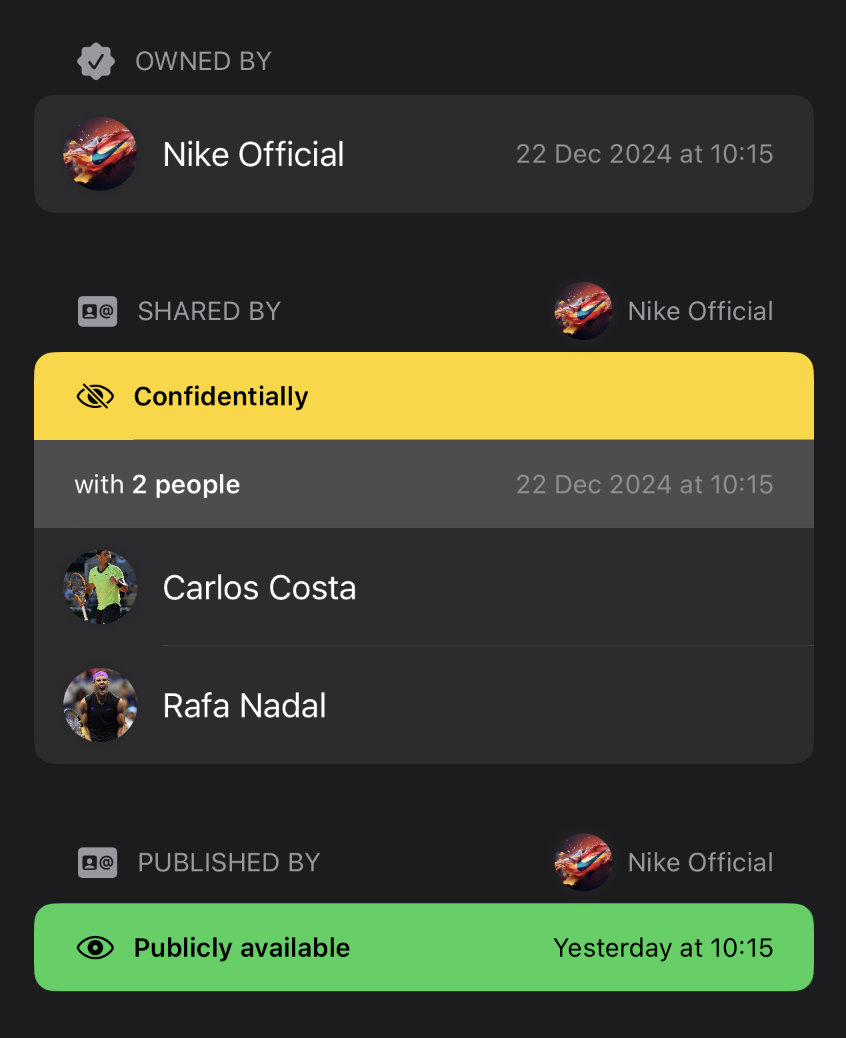 OWNED BY
Nike Official 22 Dec 2024 at 10:15
SHARED BY Nike Official
Confidentially
with 2 people 22 Dec 2024 at 10:15
Carlos Costa
Rafa Nadal
PUBLISHED BY Nike Official
Publicly available Yesterday at 10:15